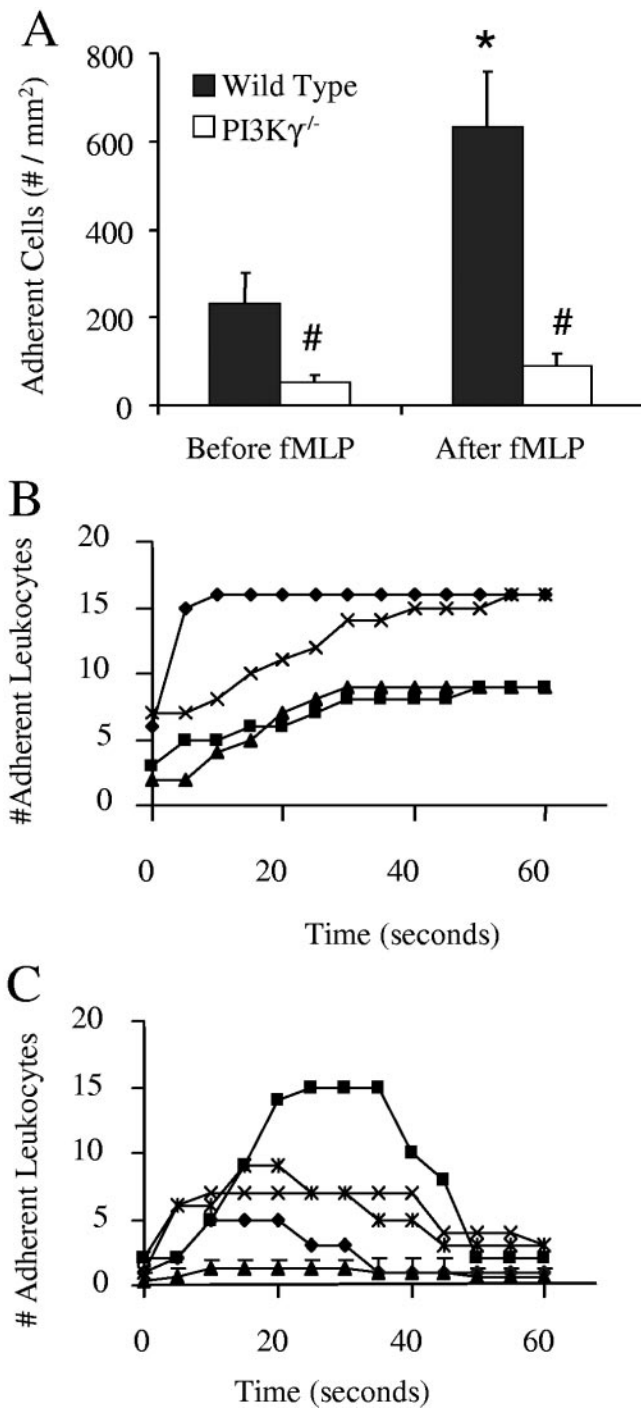 A
Adherent Cells (# / mm²)
800
600
400
200
0
Wild Type
PI3Kγ⁻/⁻
*
#
#
Before fMLP
After fMLP
B
#Adherent Leukocytes
20
15
10
5
0
0 20 40 60
Time (seconds)
C
# Adherent Leukocytes
20
15
10
5
0
0 20 40 60
Time (seconds)